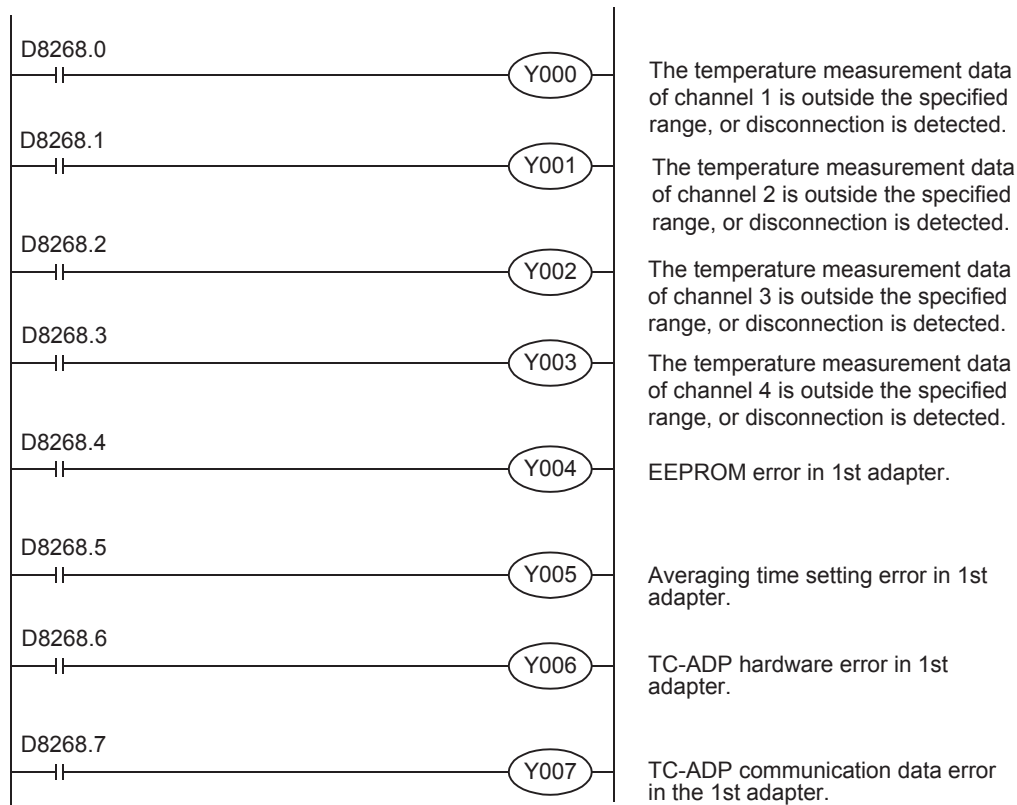 D8268.0
Y000
The temperature measurement data
of channel 1 is outside the specified
range, or disconnection is detected.
D8268.1
Y001
The temperature measurement data
of channel 2 is outside the specified
range, or disconnection is detected.
D8268.2
Y002
The temperature measurement data
of channel 3 is outside the specified
range, or disconnection is detected.
D8268.3
Y003
The temperature measurement data
of channel 4 is outside the specified
range, or disconnection is detected.
D8268.4
Y004
EEPROM error in 1st adapter.
D8268.5
Y005
Averaging time setting error in 1st
adapter.
D8268.6
Y006
TC-ADP hardware error in 1st
adapter.
D8268.7
Y007
TC-ADP communication data error
in the 1st adapter.